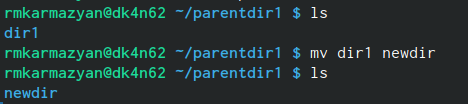 rmkarmazyan@dk4n62 ~/parentdir1 $ ls
dir1
rmkarmazyan@dk4n62 ~/parentdir1 $ mv dir1 newdir
rmkarmazyan@dk4n62 ~/parentdir1 $ ls
newdir